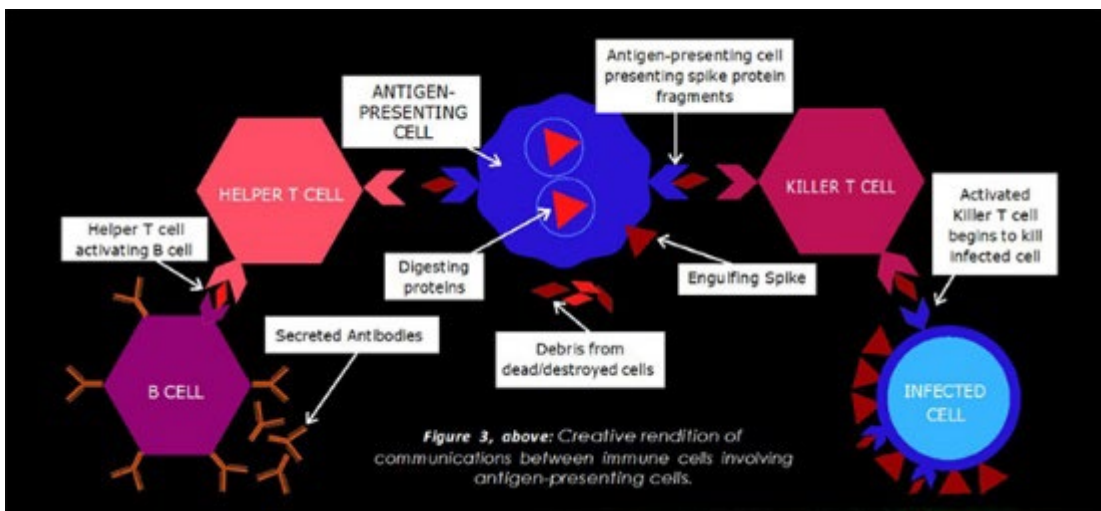 Antigen-presenting cell
presenting spike protein
fragments
ANTIGEN-
PRESENTING
CELL
HELPER T CELL
KILLER T CELL
Activated
Killer T cell
begins to kill
infected cell
Helper T cell
activating B cell
Digesting
proteins
Engulfing Spike
Secreted Antibodies
Debris from
dead/destroyed cells
B CELL
INFECTED
CELL
Figure 3, above: Creative rendition of
communications between immune cells involving
antigen-presenting cells.